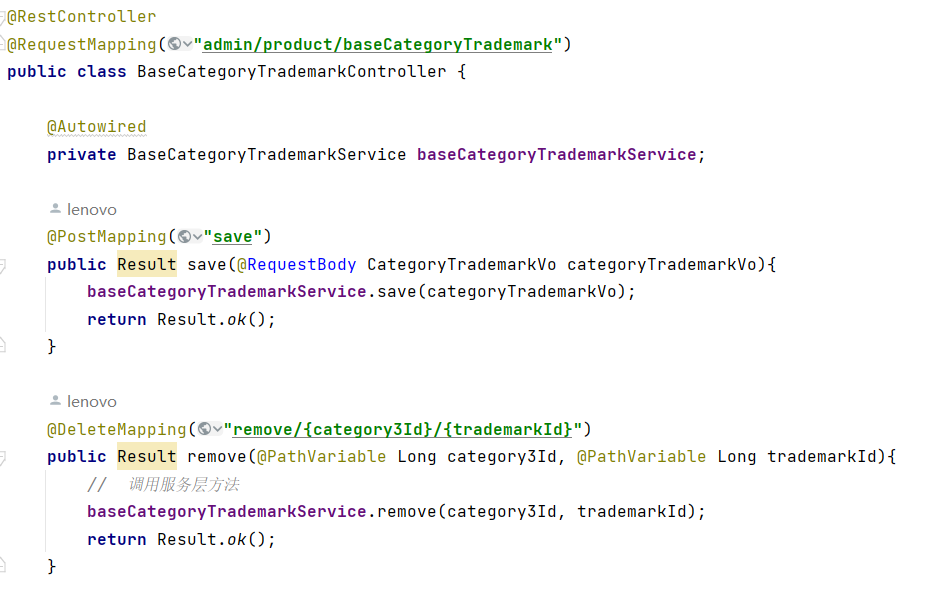 @RestController
@RequestMapping("admin/product/baseCategoryTrademark")
public class BaseCategoryTrademarkController {
@Autowired
private BaseCategoryTrademarkService baseCategoryTrademarkService;
lenovo
@PostMapping("save")
public Result save(@RequestBody CategoryTrademarkVo categoryTrademarkVo){
baseCategoryTrademarkService.save(categoryTrademarkVo);
return Result.ok();
}
lenovo
@DeleteMapping("remove/{category3Id}/{trademarkId}")
public Result remove(@PathVariable Long category3Id, @PathVariable Long trademarkId){
// 调用服务层方法
baseCategoryTrademarkService.remove(category3Id, trademarkId);
return Result.ok();
}